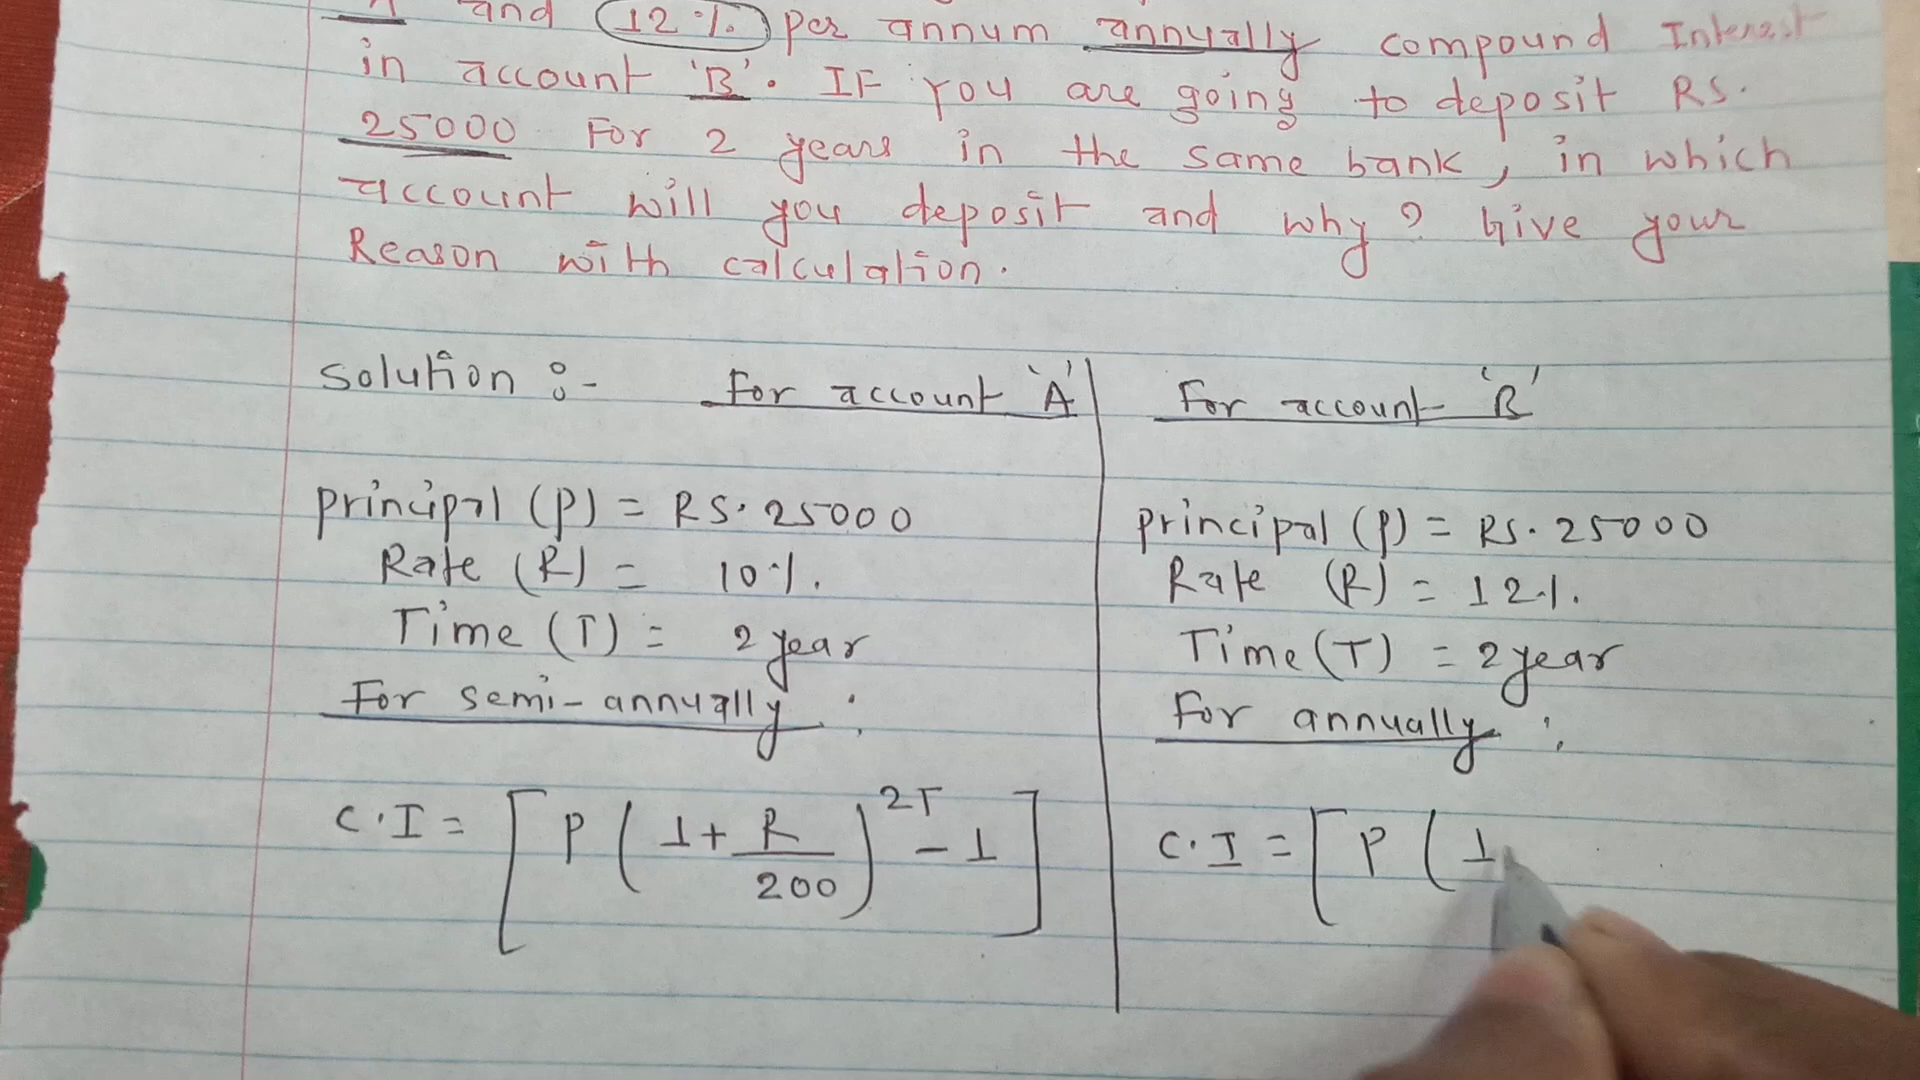 A and 12% per annum annually compound Interest
in account 'B'. IF you are going to deposit RS.
25000 For 2 years in the same bank, in which
account will you deposit and why? Give your
Reason with calculation.
Solution :- For account 'A'
principal (P) = RS. 25000
Rate (R) = 10%.
Time (T) = 2 year
For semi-annually :
C.I = [P(1+R/200)^2T - 1]
For account 'B'
principal (P) = RS. 25000
Rate (R) = 12%.
Time (T) = 2 year
For annually :
C.I = [P(1